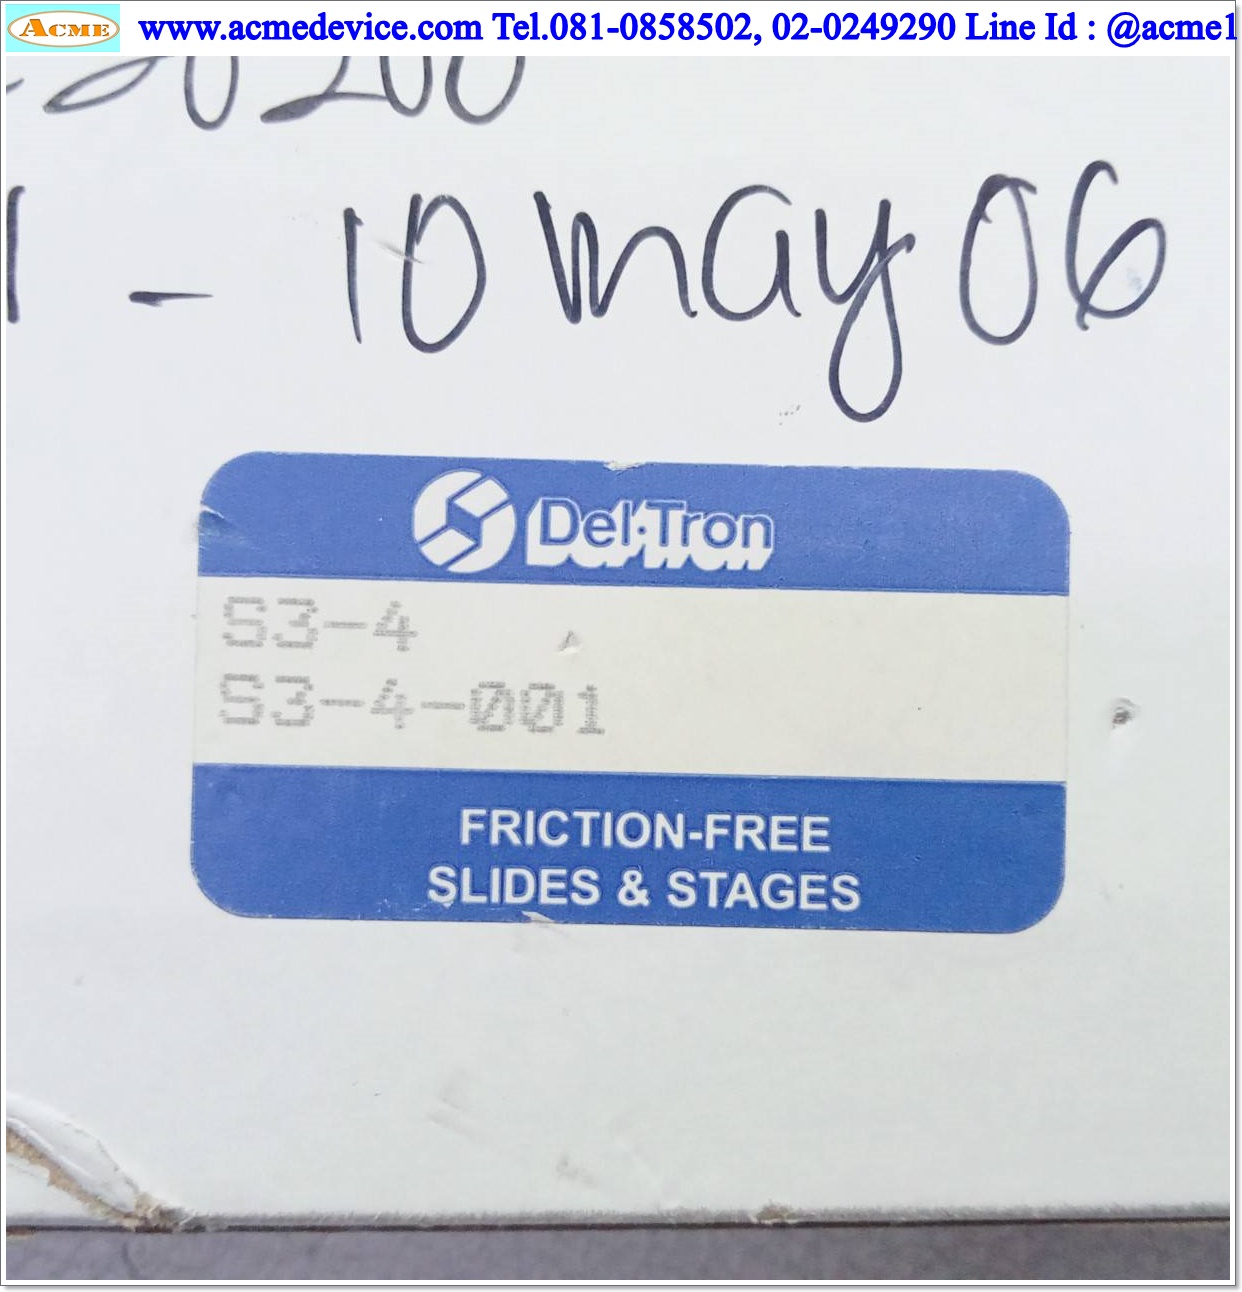 ACME www.acmedevice.com Tel.081-0858502, 02-0249290 Line Id : @acme1
- 10 may 06
Del-Tron
S3-4
S3-4-001
FRICTION-FREE
SLIDES & STAGES